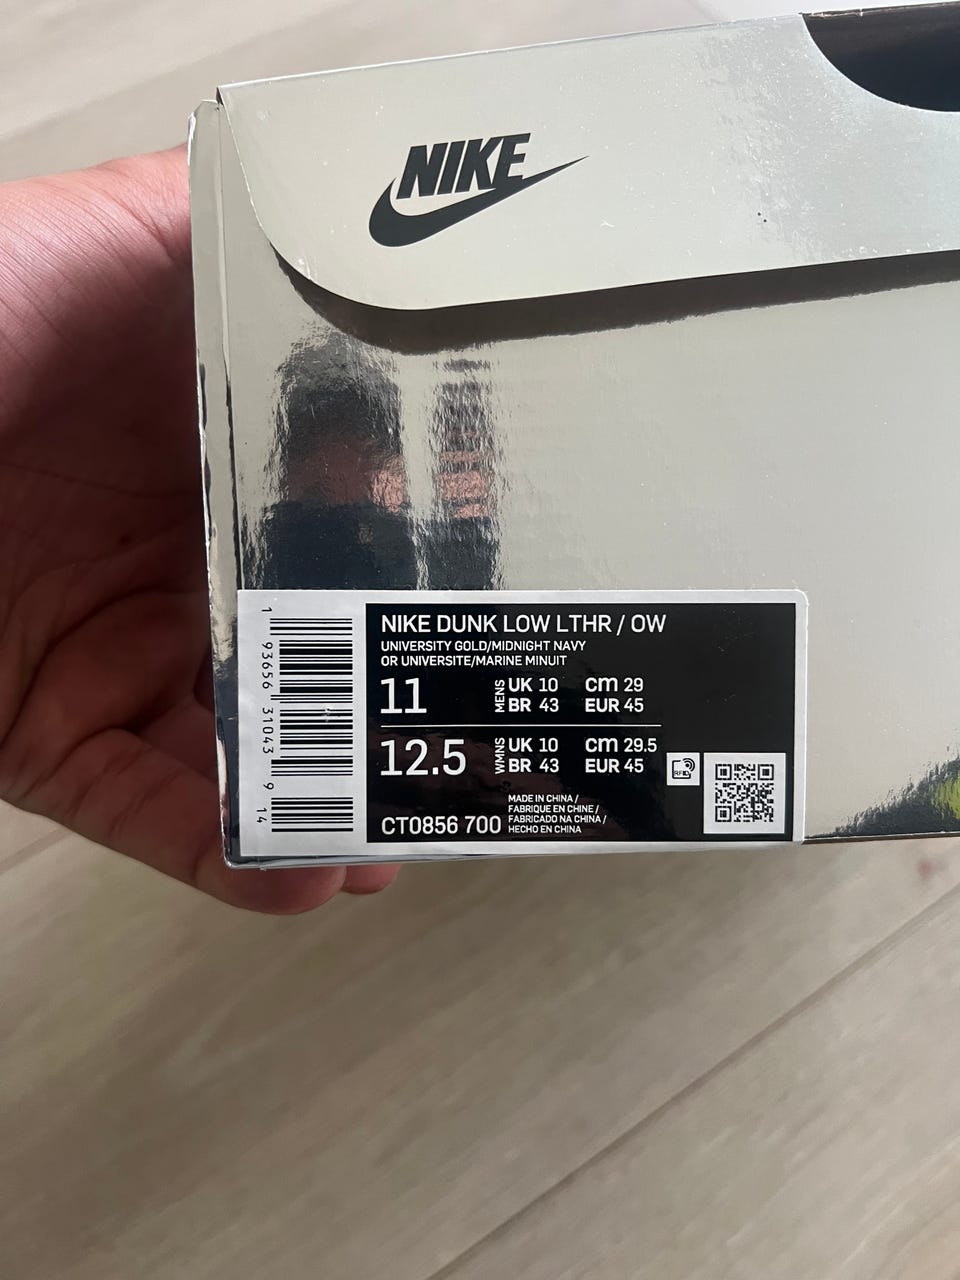 NIKE
NIKE DUNK LOW LTHR / OW
UNIVERSITY GOLD/MIDNIGHT NAVY
OR UNIVERSITE/MARINE MINUIT
11 MENS UK 10 cm 29
BR 43 EUR 45
12.5 WMNS UK 10 cm 29.5
BR 43 EUR 45
RFID
CT0856 700
MADE IN CHINA /
FABRIQUE EN CHINE /
FABRICADO NA CHINA /
HECHO EN CHINA
1 93656 31043 9 14